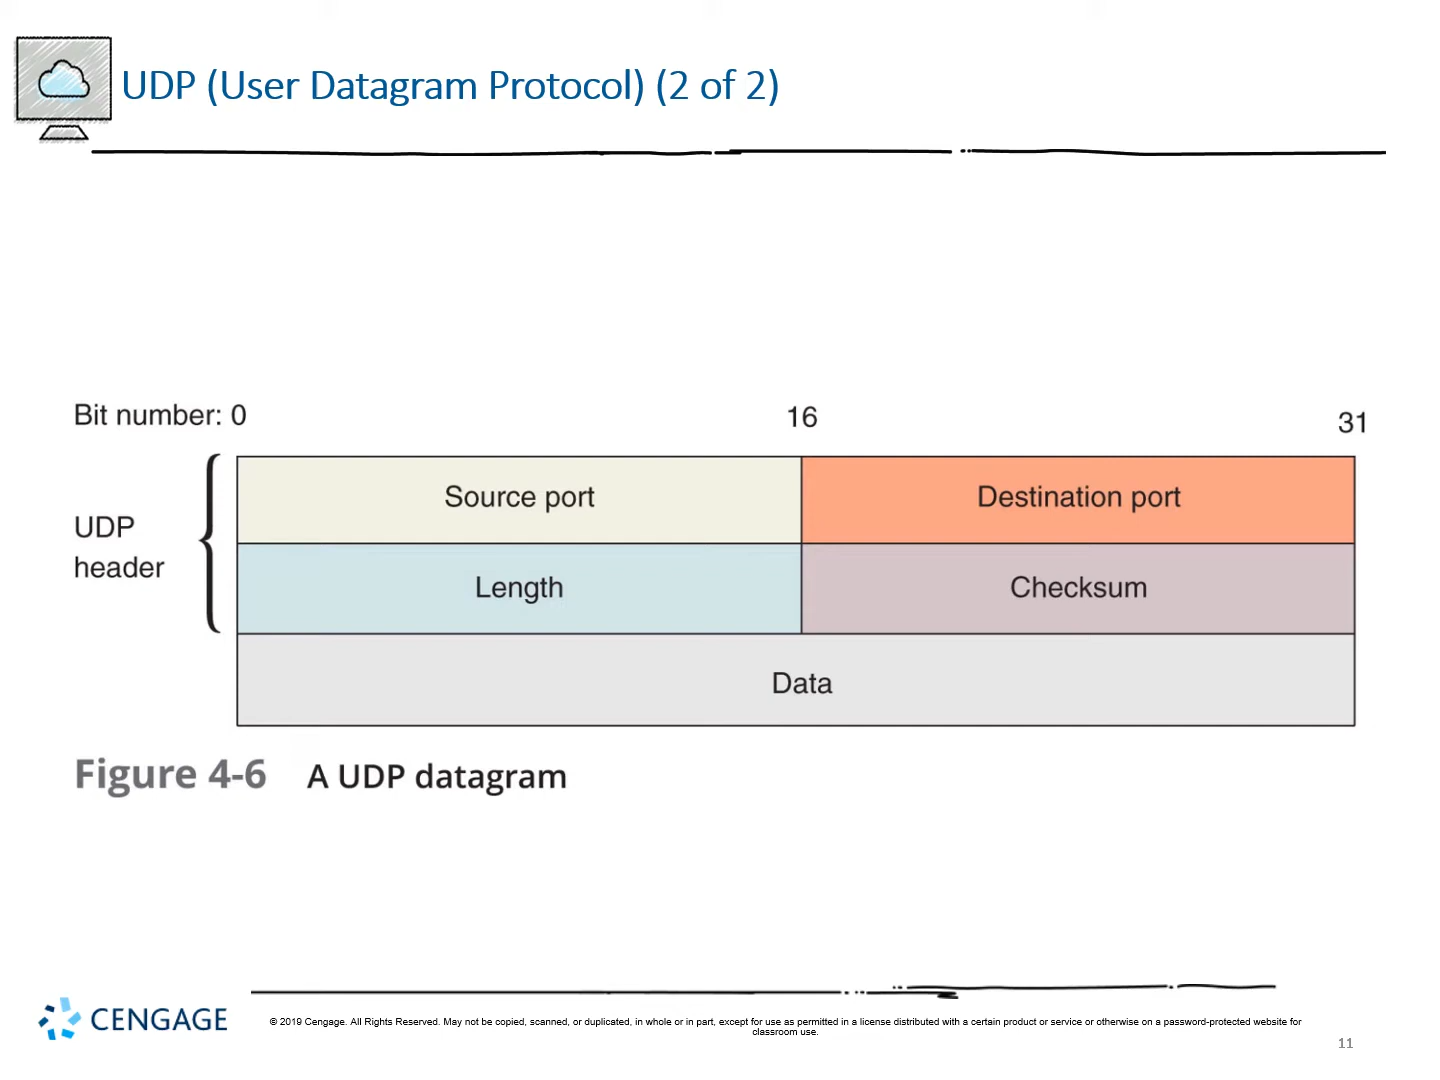 UDP (User Datagram Protocol) (2 of 2)
Bit number: 0 16 31
UDP
header
Source port Destination port
Length Checksum
Data
Figure 4-6 A UDP datagram
CENGAGE
© 2019 Cengage. All Rights Reserved. May not be copied, scanned, or duplicated, in whole or in part, except for use as permitted in a license distributed with a certain product or service or otherwise on a password-protected website for
classroom use.
11